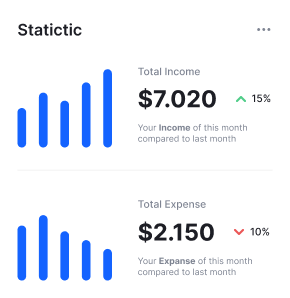 Statictic
Total Income
$7.020
15%
Your Income of this month
compared to last month
Total Expense
$2.150
10%
Your Expanse of this month
compared to last month